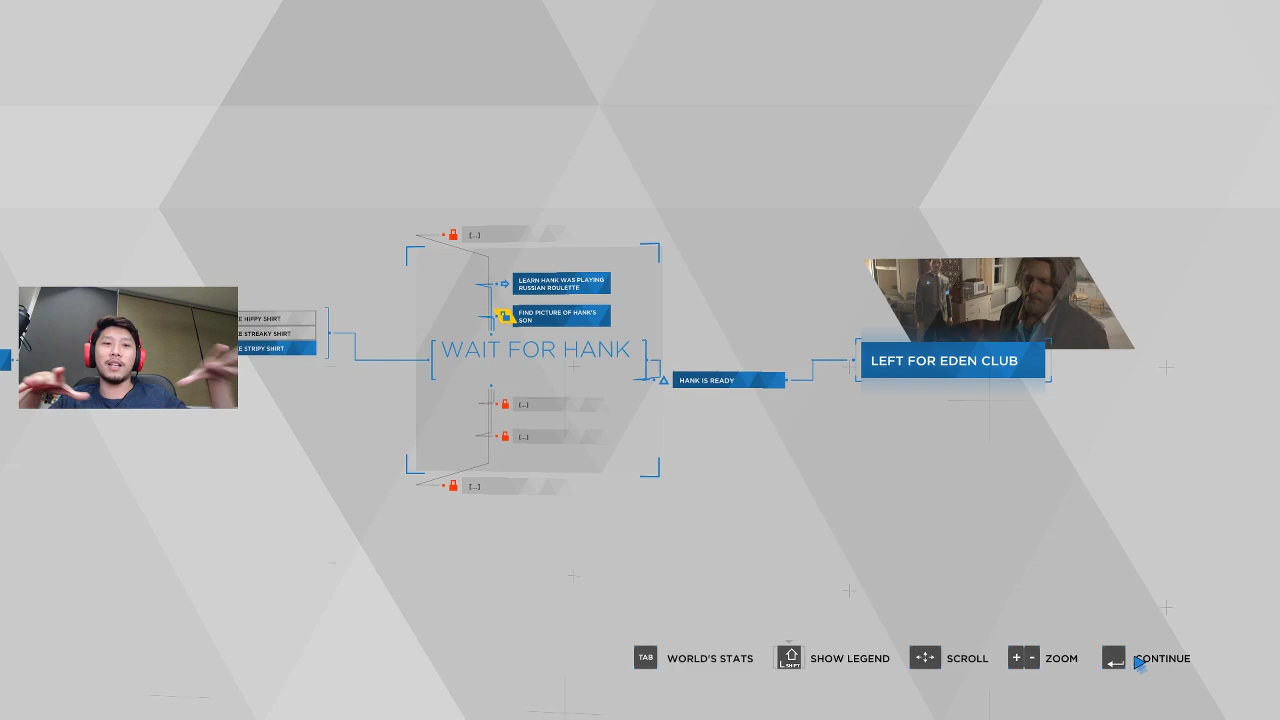 [...]
LEARN HANK WAS PLAYING
RUSSIAN ROULETTE
FIND PICTURE OF HANK'S
SON
HIPPY SHIRT
STREAKY SHIRT
STRIPY SHIRT
WAIT FOR HANK
HANK IS READY
LEFT FOR EDEN CLUB
[...]
[...]
[...]
TAB WORLD'S STATS
L SHIFT SHOW LEGEND
SCROLL
+ - ZOOM
CONTINUE